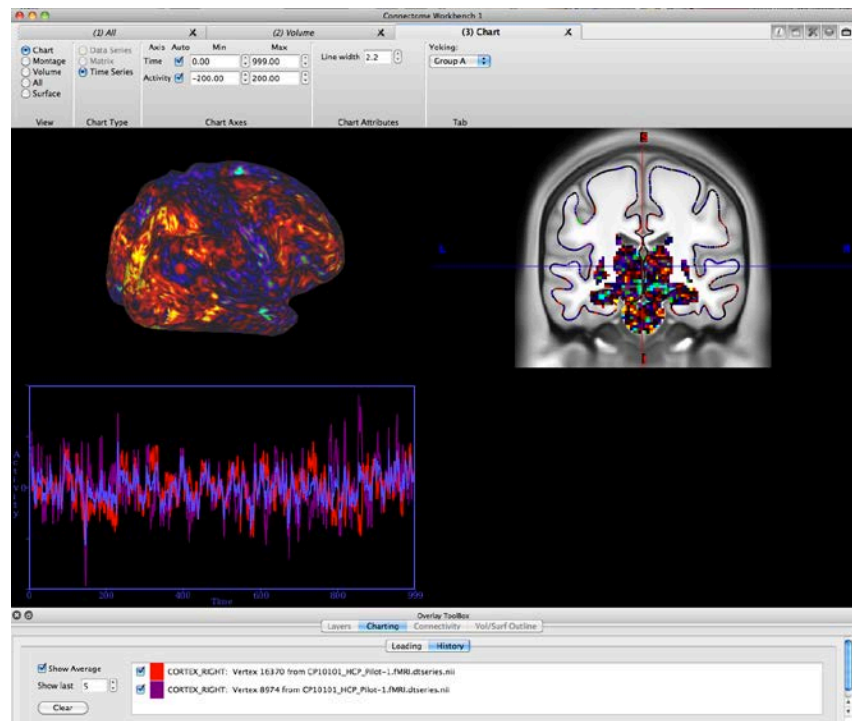 Connectome Workbench 1
(1) All X (2) Volume X (3) Chart X
Chart
Montage
Volume
All
Surface
View
Data Series
Matrix
Time Series
Chart Type
Axis Auto Min Max
Time 0.00 999.00
Activity -200.00 200.00
Chart Axes
Line width 2.2
Chart Attributes
Yoking:
Group A
Tab
Activity
0
0 200 400 600 800 999
Time
Overlay ToolBox
Layers Charting Connectivity Vol/Surf Outline
Loading History
Show Average
Show last 5
Clear
CORTEX_RIGHT: Vertex 16370 from CP10101_HCP_Pilot-1.fMRI.dtseries.nii
CORTEX_RIGHT: Vertex 8974 from CP10101_HCP_Pilot-1.fMRI.dtseries.nii